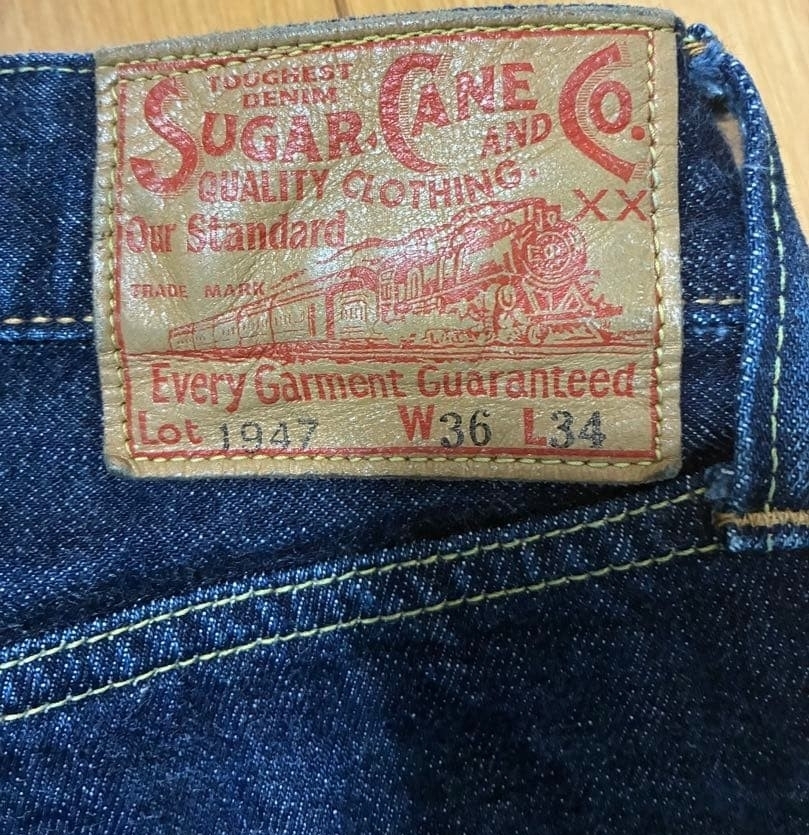 TOUGHEST
DENIM
SUGAR CANE AND Co.
QUALITY CLOTHING.
XX
Our Standard
TRADE MARK
Every Garment Guaranteed
Lot 1947 W36 L34